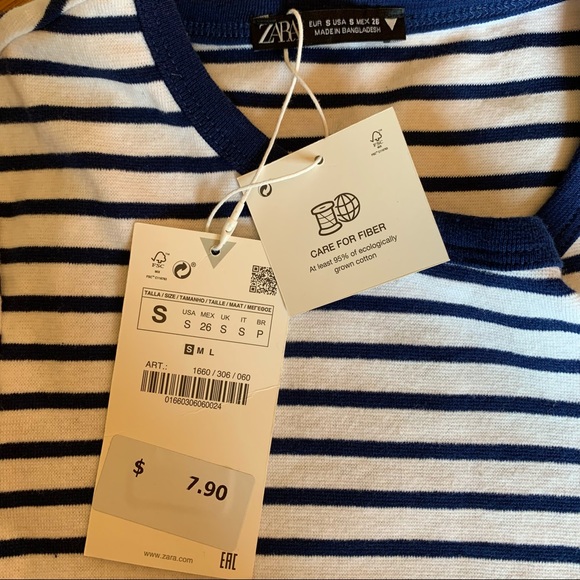 ZARA
EUR S USA S MEX 26
MADE IN BANGLADESH
FSC
CARE FOR FIBER
At least 95% of ecologically
grown cotton
FSC
TALLA / SIZE / TAMANHO / TAILLE / MAAT / ΜΕΓΕΘΟΣ
S
USA MEX UK IT BR
S 26 S S P
S M L
ART.: 1660 / 306 / 060
01660306060024
$ 7.90
www.zara.com
EAC